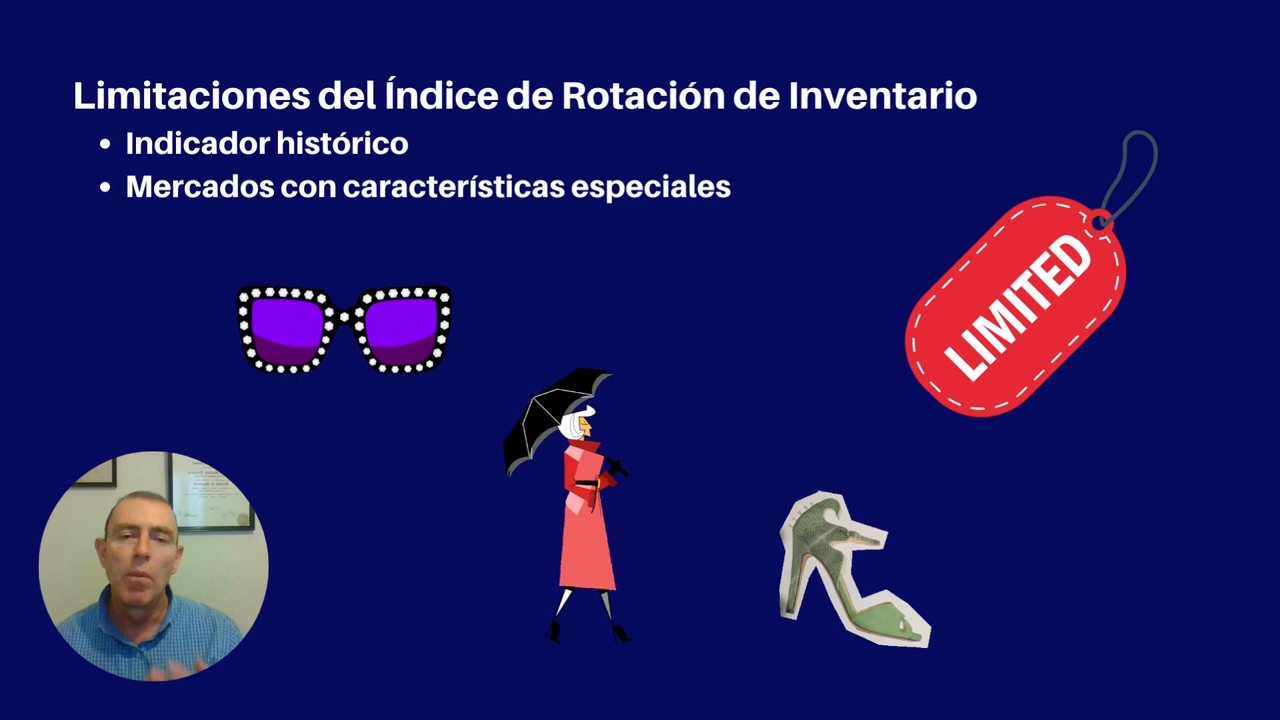 Limitaciones del Índice de Rotación de Inventario
• Indicador histórico
• Mercados con características especiales
LIMITED